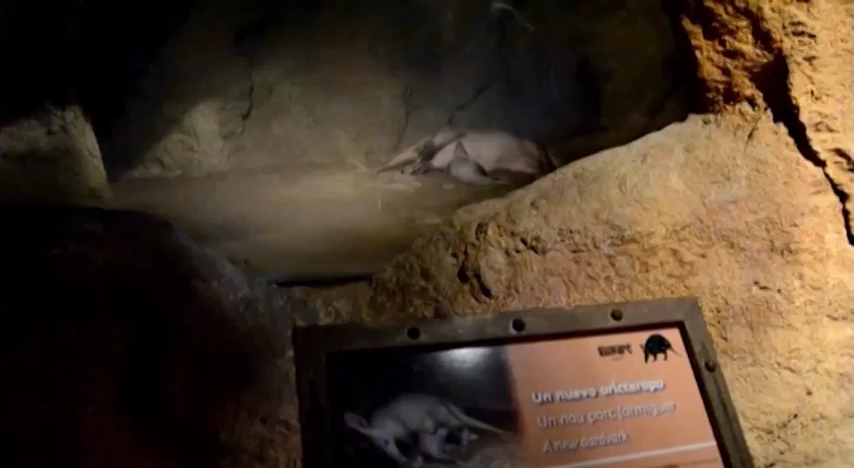 Un nuevo oricteropo
Un nou porc formiguer
A new aardvark